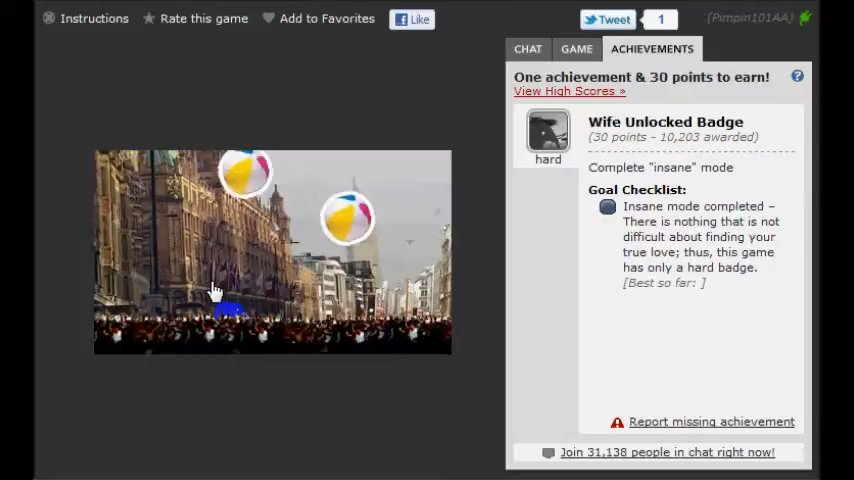 Instructions
Rate this game
Add to Favorites
Like
Tweet
1
(Pimpin101AA)
CHAT
GAME
ACHIEVEMENTS
One achievement & 30 points to earn!
?
View High Scores »
Wife Unlocked Badge
(30 points - 10,203 awarded)
hard
Complete "insane" mode
Goal Checklist:
Insane mode completed –
There is nothing that is not
difficult about finding your
true love; thus, this game
has only a hard badge.
[Best so far: ]
Report missing achievement
Join 31,138 people in chat right now!